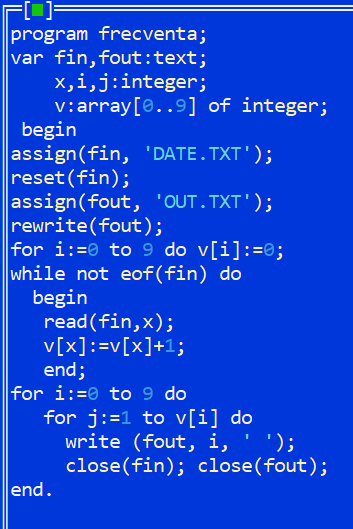 program frecventa;
var fin,fout:text;
    x,i,j:integer;
    v:array[0..9] of integer;
 begin
assign(fin, 'DATE.TXT');
reset(fin);
assign(fout, 'OUT.TXT');
rewrite(fout);
for i:=0 to 9 do v[i]:=0;
while not eof(fin) do
  begin
   read(fin,x);
   v[x]:=v[x]+1;
   end;
for i:=0 to 9 do
   for j:=1 to v[i] do
     write (fout, i, ' ');
     close(fin); close(fout);
end.